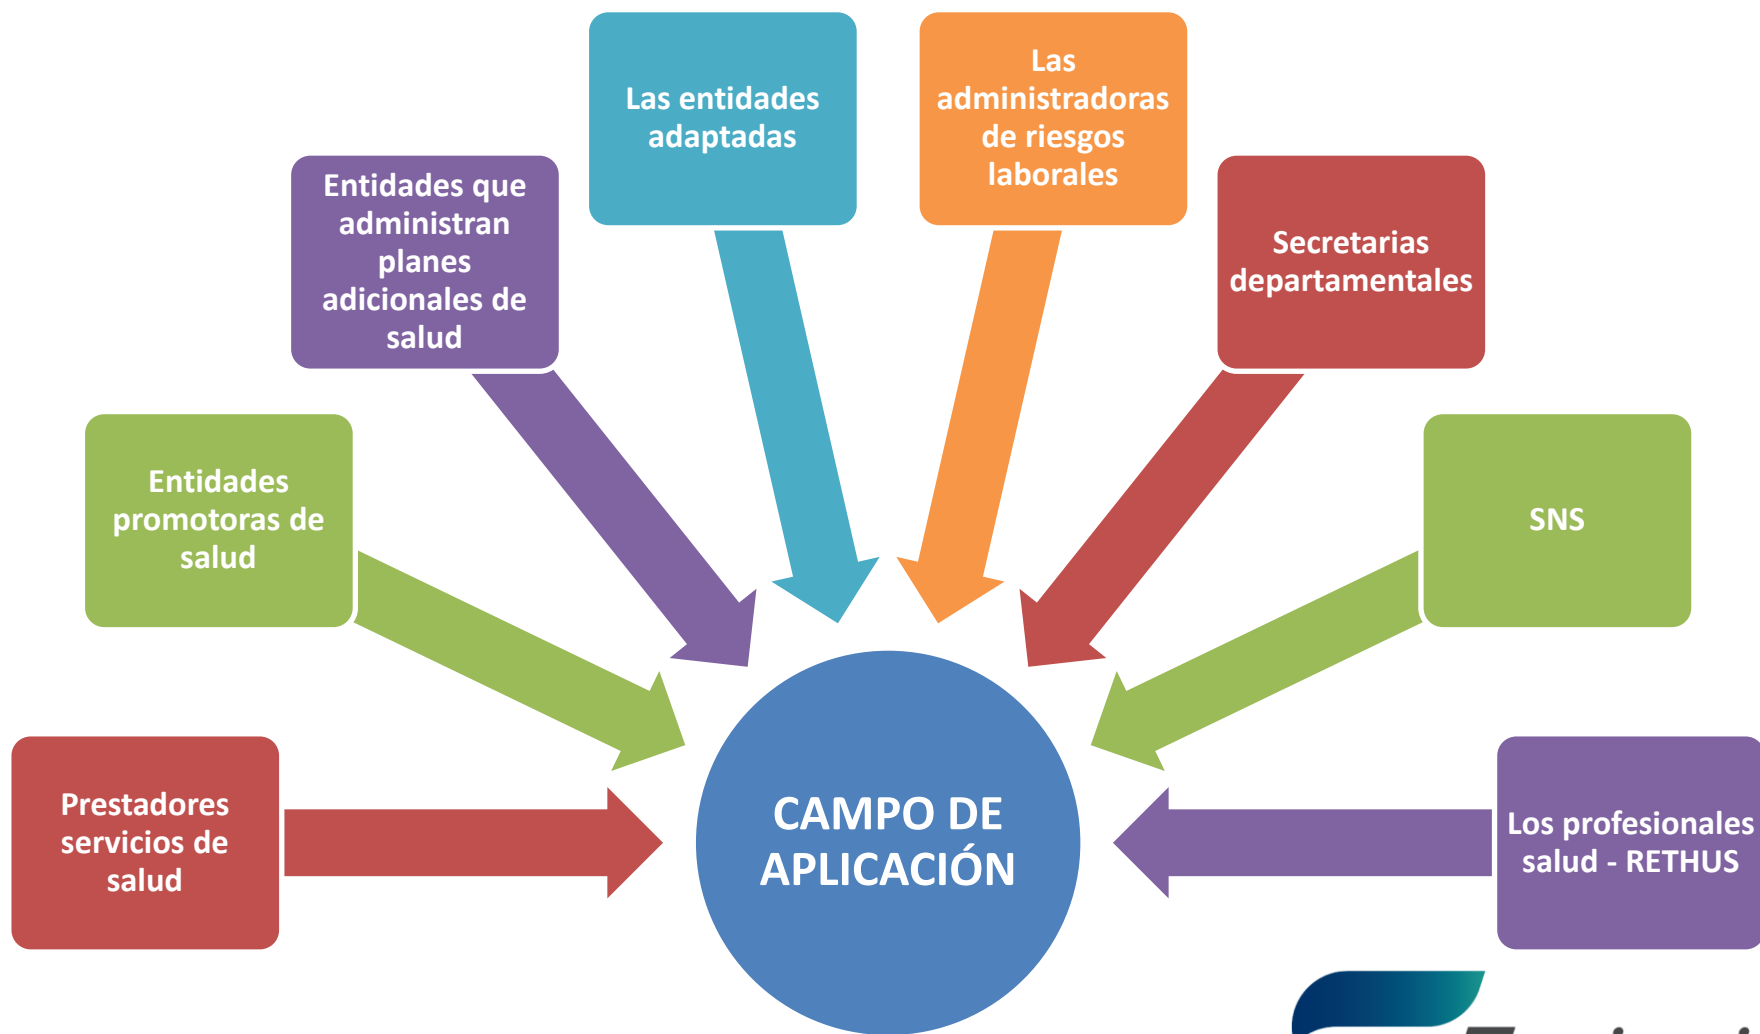 Las entidades
adaptadas
Las
administradoras
de riesgos
laborales
Entidades que
administran
planes
adicionales de
salud
Secretarias
departamentales
Entidades
promotoras de
salud
SNS
Prestadores
servicios de
salud
CAMPO DE
APLICACIÓN
Los profesionales
salud - RETHUS